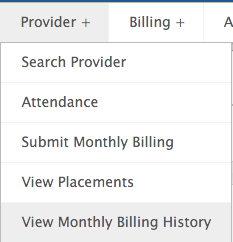 Provider + Billing + A
Search Provider
Attendance
Submit Monthly Billing
View Placements
View Monthly Billing History